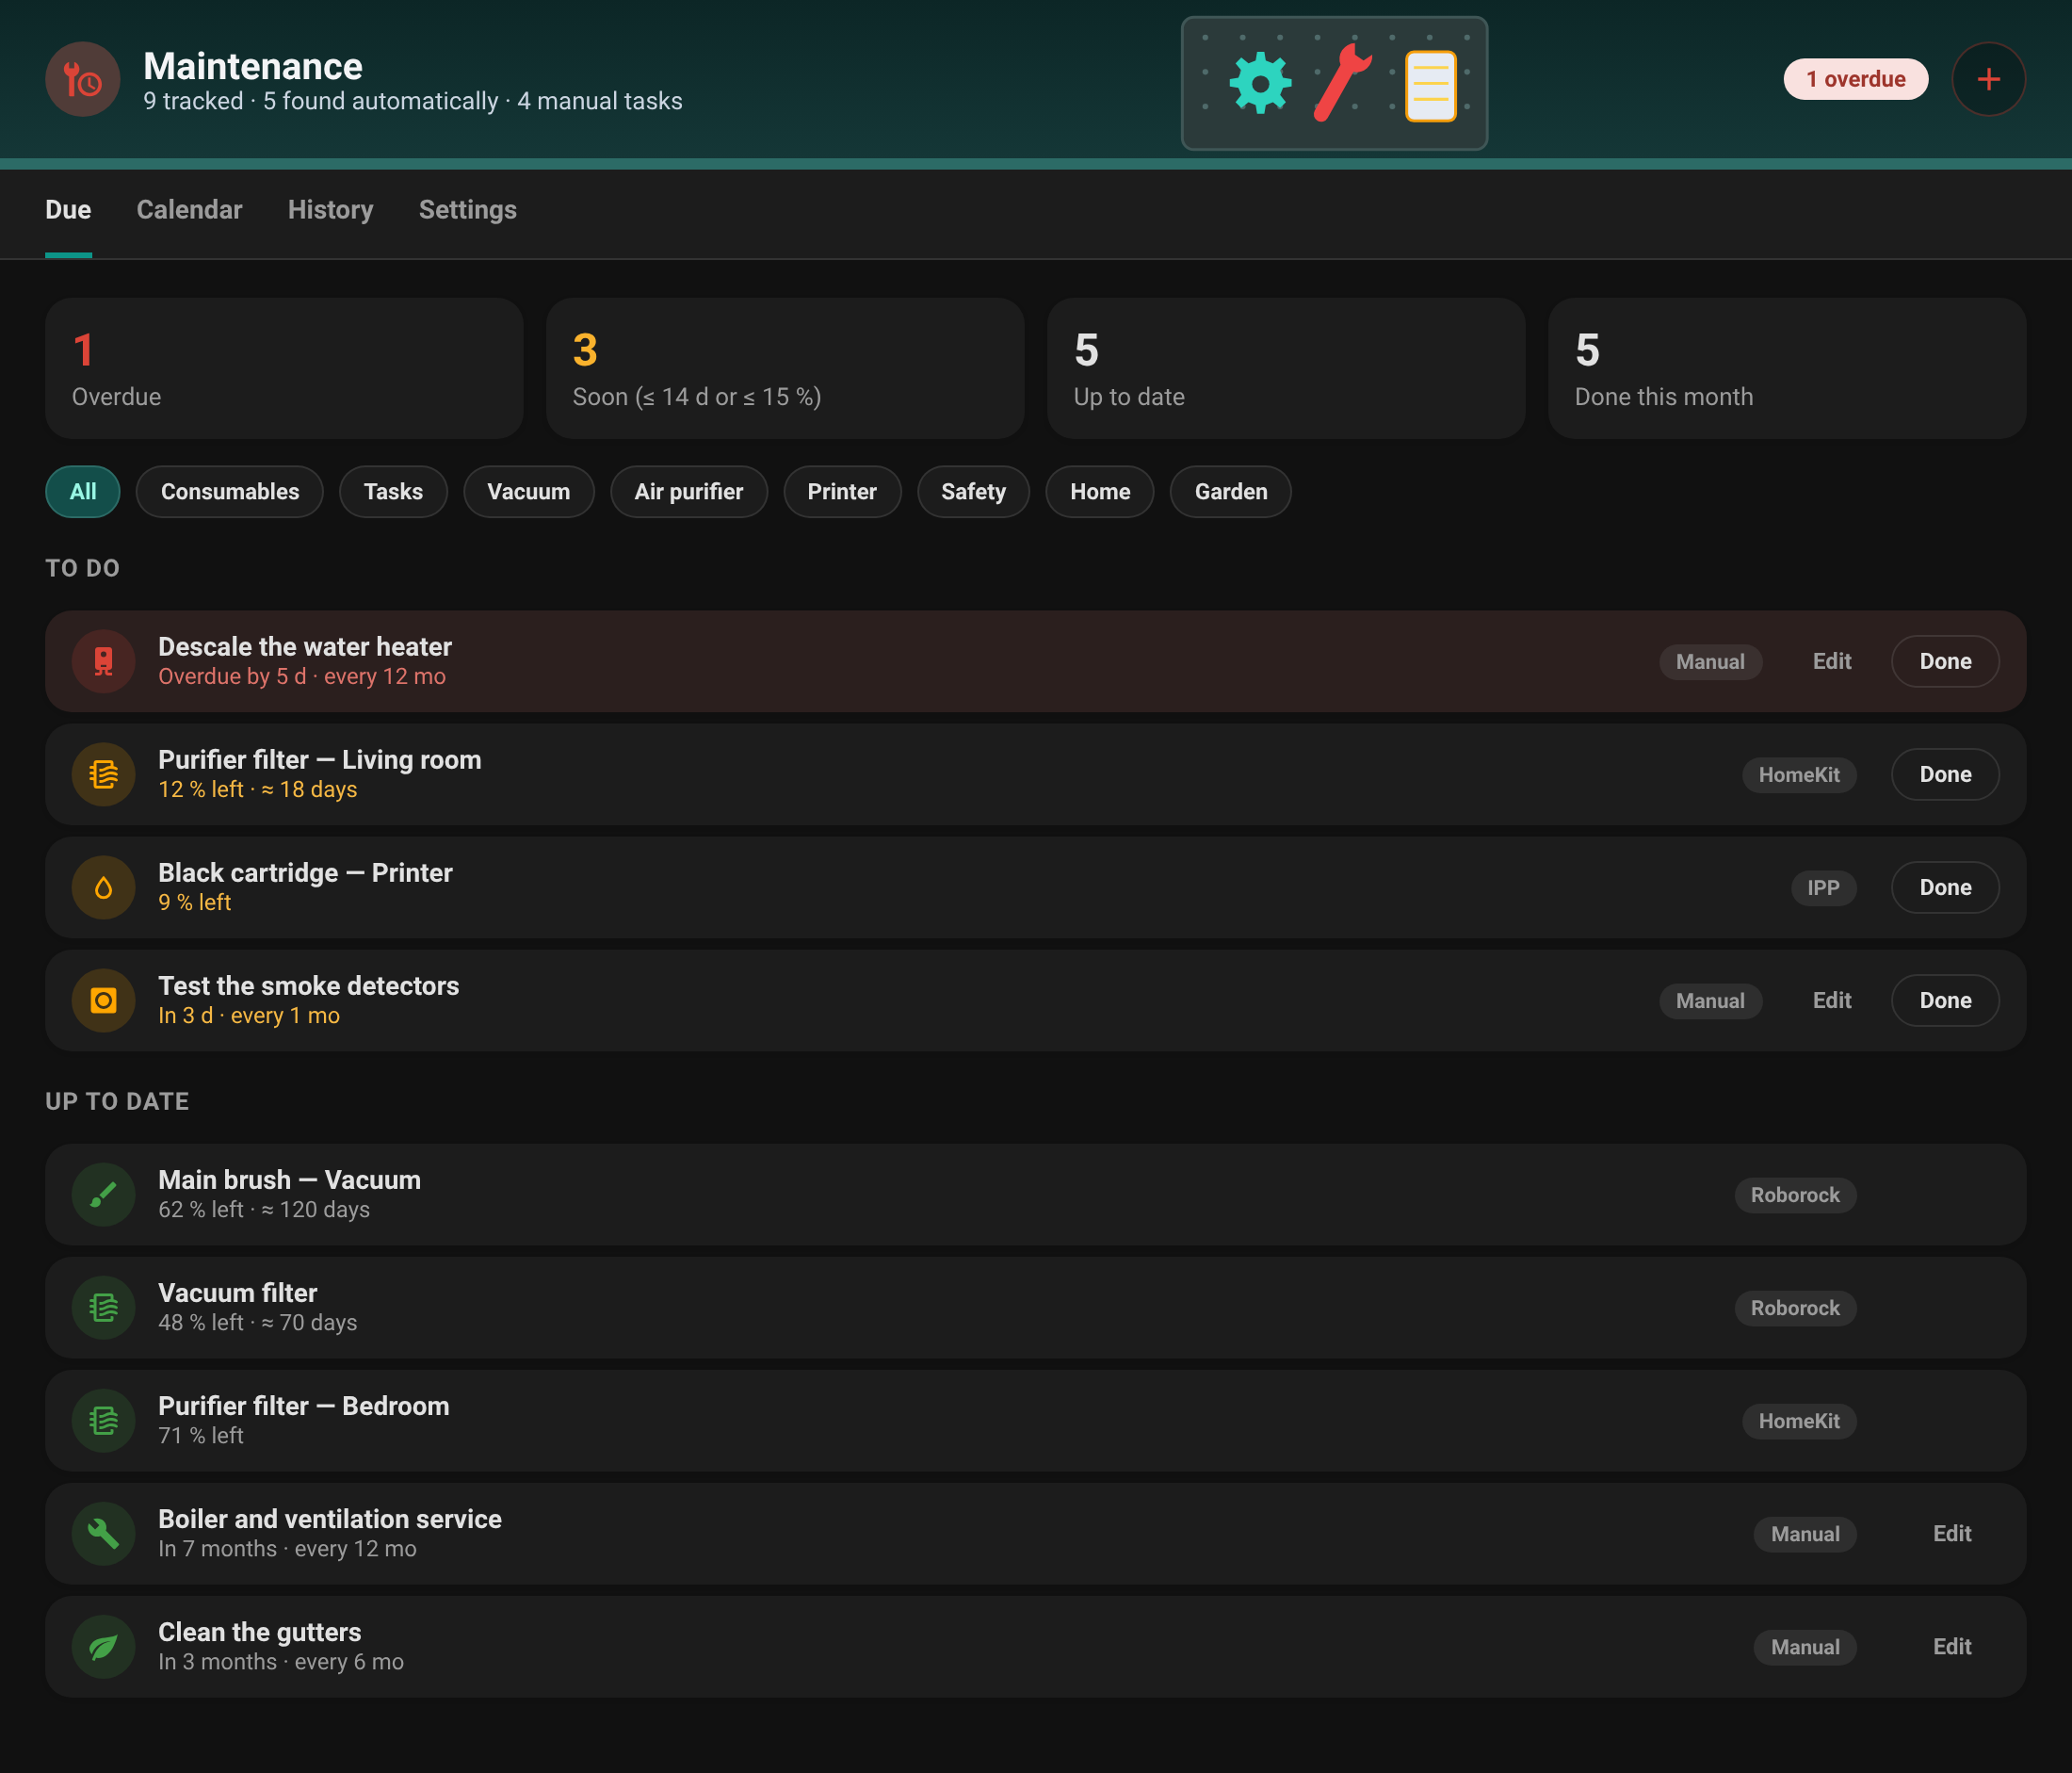 Maintenance
9 tracked · 5 found automatically · 4 manual tasks
1 overdue
Due Calendar History Settings
1
Overdue
3
Soon (≤ 14 d or ≤ 15 %)
5
Up to date
5
Done this month
All Consumables Tasks Vacuum Air purifier Printer Safety Home Garden
TO DO
Descale the water heater
Overdue by 5 d · every 12 mo
Manual Edit Done
Purifier filter — Living room
12 % left · ≈ 18 days
HomeKit Done
Black cartridge — Printer
9 % left
IPP Done
Test the smoke detectors
In 3 d · every 1 mo
Manual Edit Done
UP TO DATE
Main brush — Vacuum
62 % left · ≈ 120 days
Roborock
Vacuum filter
48 % left · ≈ 70 days
Roborock
Purifier filter — Bedroom
71 % left
HomeKit
Boiler and ventilation service
In 7 months · every 12 mo
Manual Edit
Clean the gutters
In 3 months · every 6 mo
Manual Edit